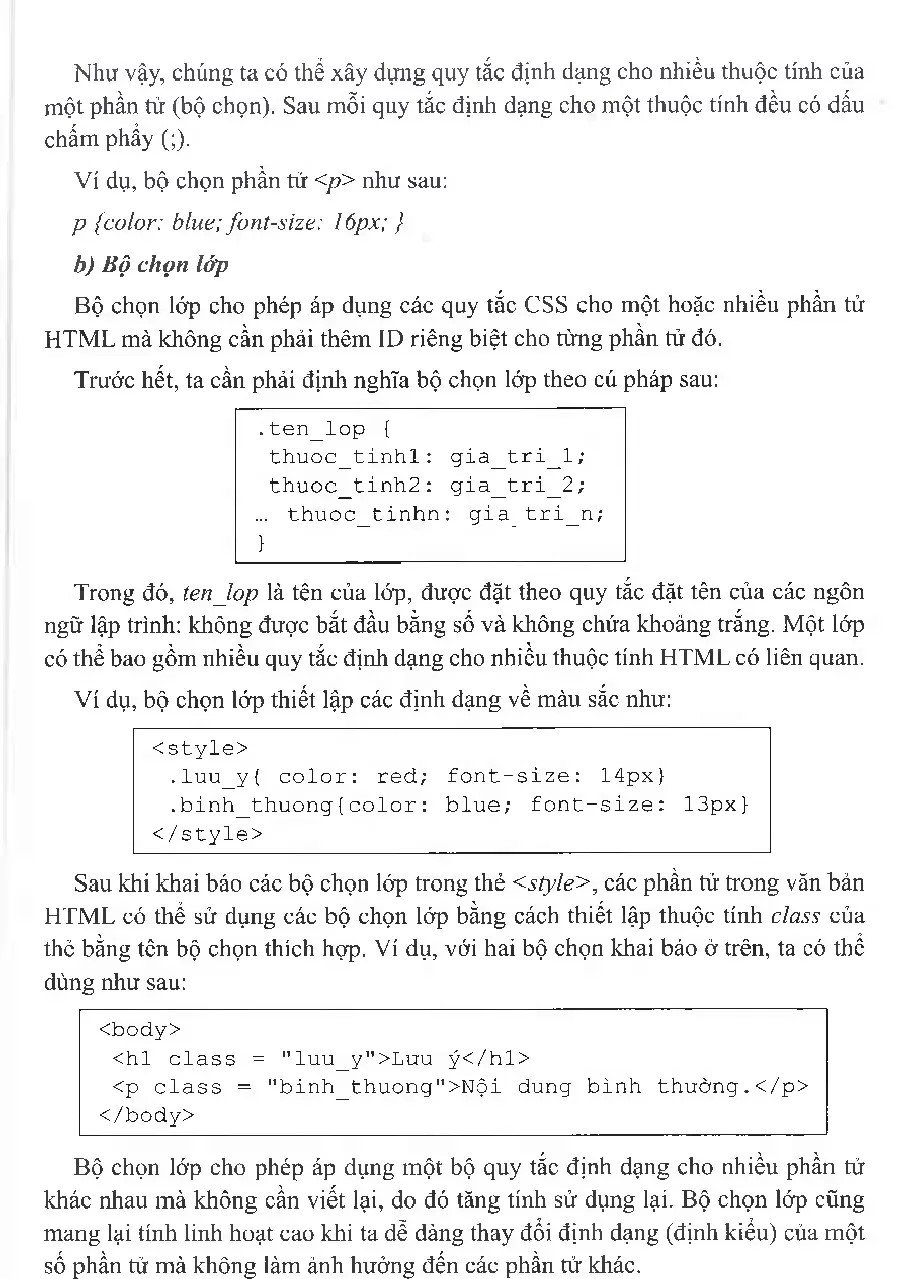 Như vậy, chúng ta có thể xây dựng quy tắc định dạng cho nhiều thuộc tính của
một phần tử (bộ chọn). Sau mỗi quy tắc định dạng cho một thuộc tính đều có dấu
chấm phẩy (;).
Ví dụ, bộ chọn phần tử <p> như sau:
p {color: blue; font-size: 16px; }
b) Bộ chọn lớp
Bộ chọn lớp cho phép áp dụng các quy tắc CSS cho một hoặc nhiều phần tử
HTML mà không cần phải thêm ID riêng biệt cho từng phần tử đó.
Trước hết, ta cần phải định nghĩa bộ chọn lớp theo cú pháp sau:
.ten_lop {
thuoc_tinh1: gia_tri_1;
thuoc_tinh2: gia_tri_2;
… thuoc_tinhn: gia_tri_n;
}
Trong đó, ten_lop là tên của lớp, được đặt theo quy tắc đặt tên của các ngôn
ngữ lập trình: không được bắt đầu bằng số và không chứa khoảng trắng. Một lớp
có thể bao gồm nhiều quy tắc định dạng cho nhiều thuộc tính HTML có liên quan.
Ví dụ, bộ chọn lớp thiết lập các định dạng về màu sắc như:
<style>
.luu_y{ color: red; font-size: 14px}
.binh_thuong{color: blue; font-size: 13px}
</style>
Sau khi khai báo các bộ chọn lớp trong thẻ <style>, các phần tử trong văn bản
HTML có thể sử dụng các bộ chọn lớp bằng cách thiết lập thuộc tính class của
thẻ bằng tên bộ chọn thích hợp. Ví dụ, với hai bộ chọn khai báo ở trên, ta có thể
dùng như sau:
<body>
<h1 class = "luu_y">Lưu ý</h1>
<p class = "binh_thuong">Nội dung bình thường.</p>
</body>
Bộ chọn lớp cho phép áp dụng một bộ quy tắc định dạng cho nhiều phần tử
khác nhau mà không cần viết lại, do đó tăng tính sử dụng lại. Bộ chọn lớp cũng
mang lại tính linh hoạt cao khi ta dễ dàng thay đổi định dạng (định kiểu) của một
số phần tử mà không làm ảnh hưởng đến các phần tử khác.